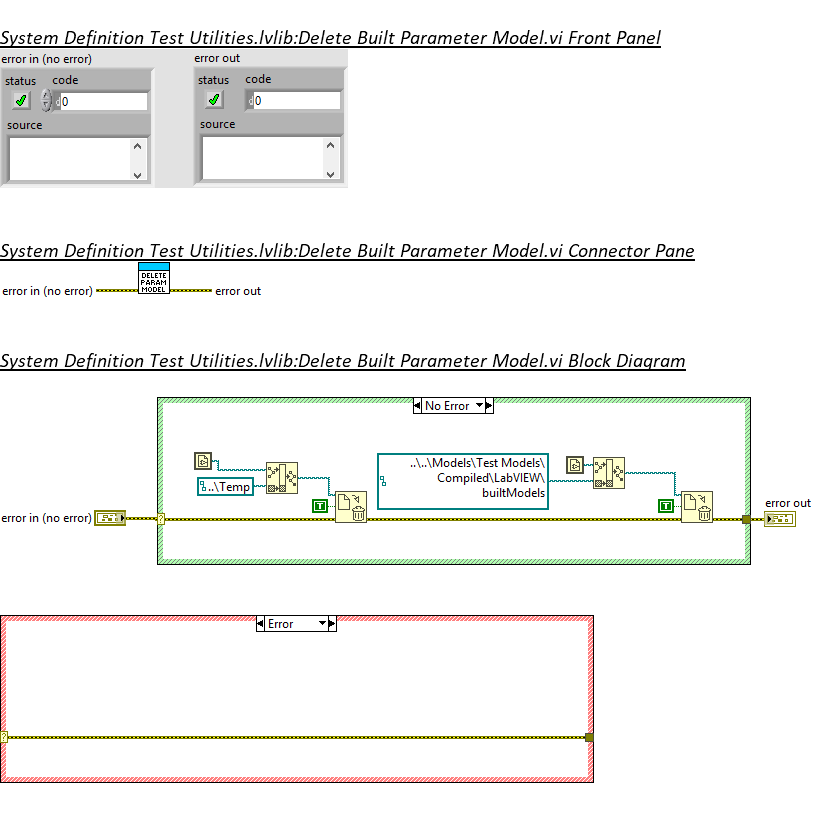 System Definition Test Utilities.lvlib:Delete Built Parameter Model.vi Front Panel
error in (no error)
error out
status code
status code
0
0
source
source
System Definition Test Utilities.lvlib:Delete Built Parameter Model.vi Connector Pane
DELETE
PARAM
MODEL
error in (no error)
error out
System Definition Test Utilities.lvlib:Delete Built Parameter Model.vi Block Diagram
No Error
..\..\Models\Test Models\
Compiled\LabVIEW\
builtModels
..\Temp
T
T
error in (no error)
?
error out
Error
?